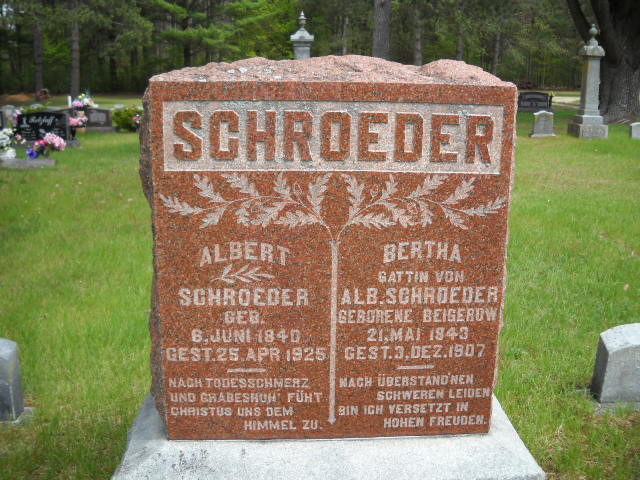 SCHROEDER
ALBERT
SCHROEDER
GEB.
6. JUNI 1840
GEST. 25. APR 1925
NACH TODESSCHMERZ
UND GRABESRUH' FÜHT
CHRISTUS UNS DEM
HIMMEL ZU.
BERTHA
GATTIN VON
ALB. SCHROEDER
GEBORENE BEIGEROW
21. MAI 1843
GEST. 3. DEZ. 1907
NACH ÜBERSTAND'NEN
SCHWEREN LEIDEN
BIN ICH VERSETZT IN
HOHEN FREUDEN.